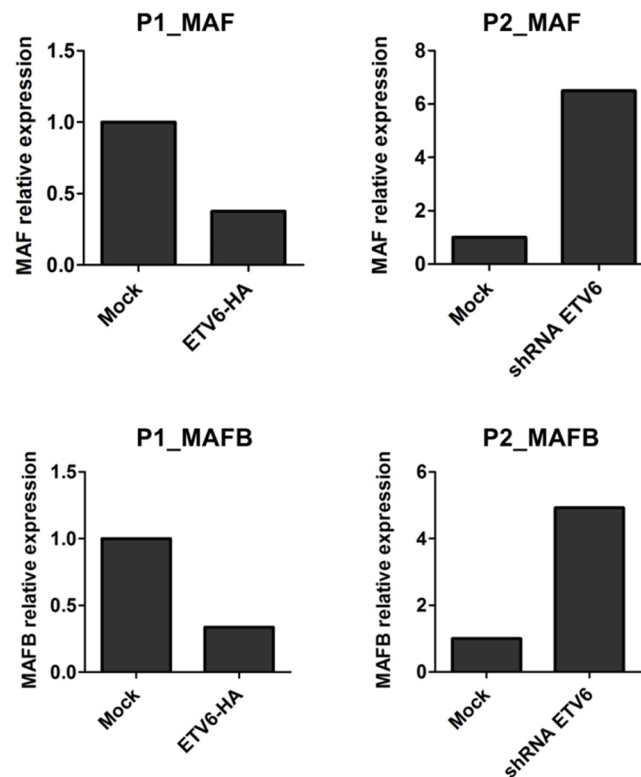 P1_MAF
MAF relative expression
1.5
1.0
0.5
0.0
Mock
ETV6-HA
P2_MAF
MAF relative expression
8
6
4
2
0
Mock
shRNA ETV6
P1_MAFB
MAFB relative expression
1.5
1.0
0.5
0.0
Mock
ETV6-HA
P2_MAFB
MAFB relative expression
6
4
2
0
Mock
shRNA ETV6